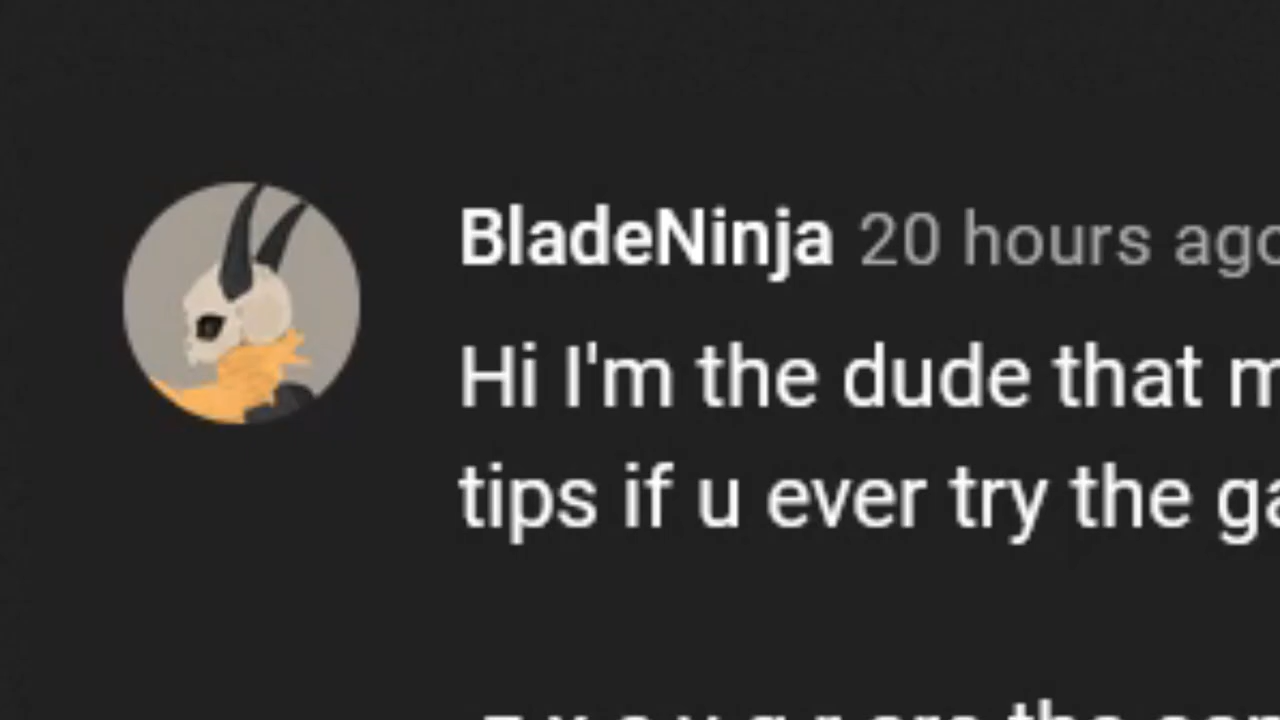 BladeNinja 20 hours ago
Hi I'm the dude that
tips if u ever try the